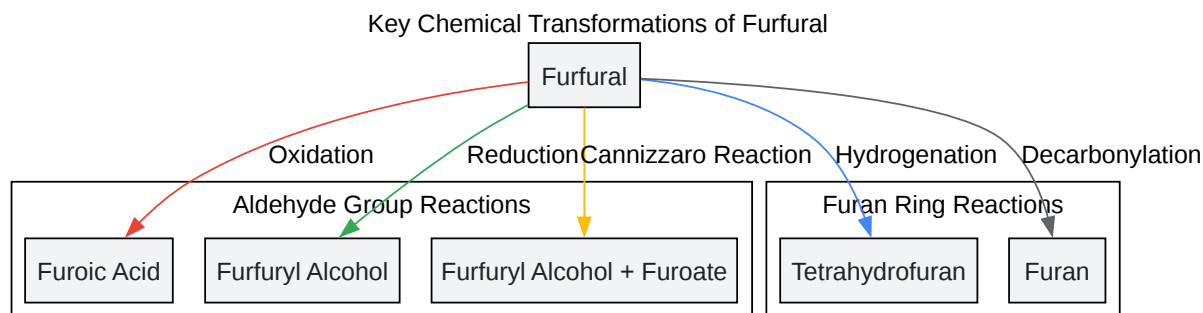 Key Chemical Transformations of Furfural
Furfural
Oxidation
Reduction
Cannizzaro Reaction
Hydrogenation
Decarbonylation
Aldehyde Group Reactions
Furan Ring Reactions
Furoic Acid
Furfuryl Alcohol
Furfuryl Alcohol + Furoate
Tetrahydrofuran
Furan